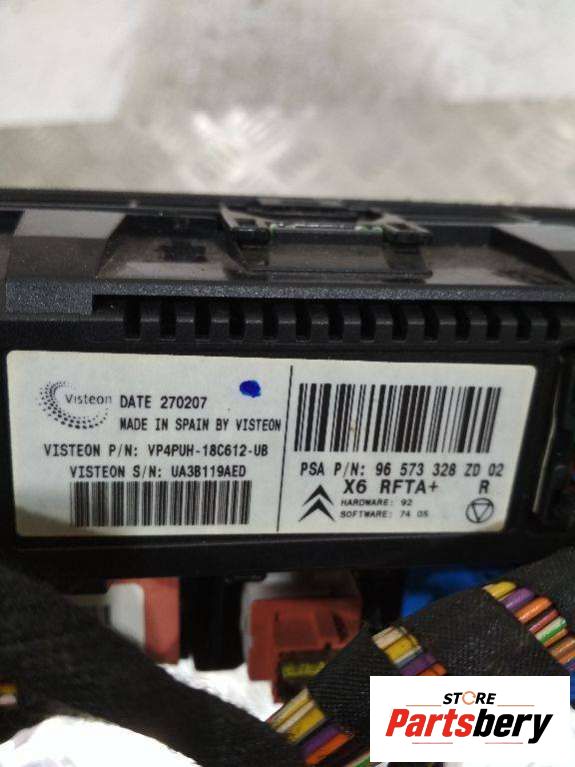 Visteon
DATE 270207
MADE IN SPAIN BY VISTEON
VISTEON P/N: VP4PUH-18C612-UB
VISTEON S/N: UA3B119AED
PSA P/N: 96 573 328 ZD 02
X6 RFTA+ R
HARDWARE: 92
SOFTWARE: 74 05
STORE
Partsbery